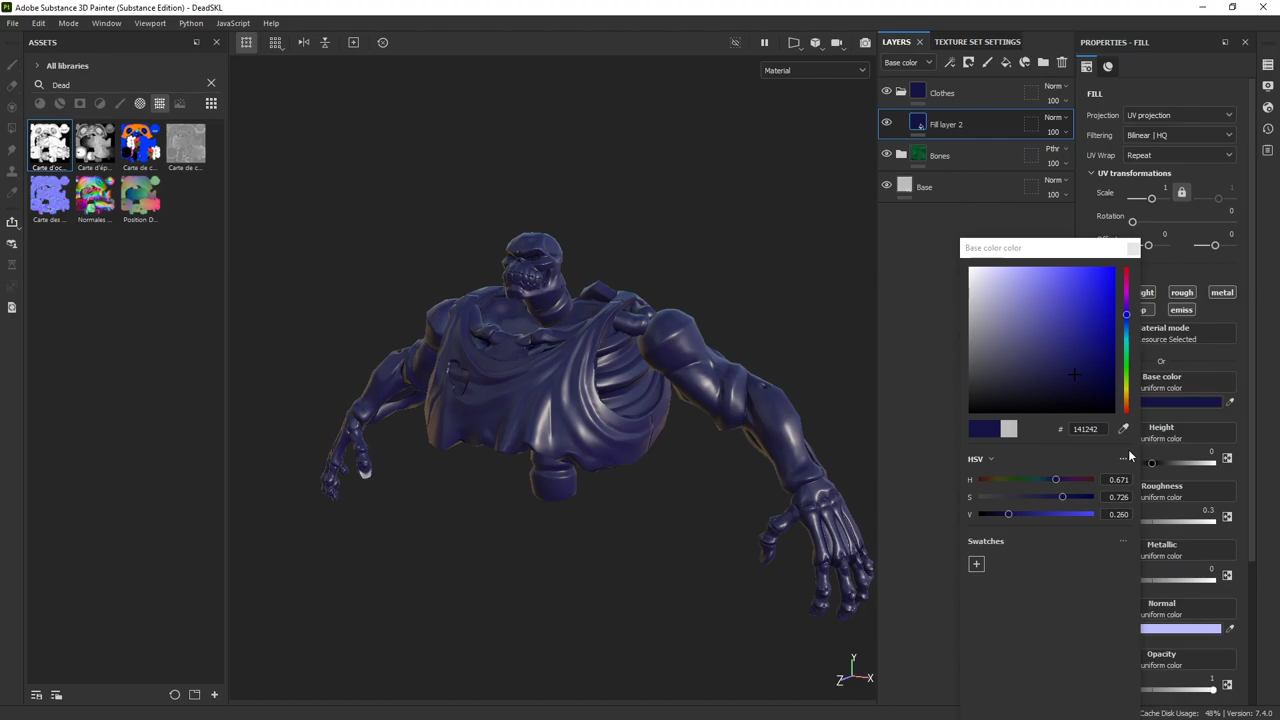 Pt Adobe Substance 3D Painter (Substance Edition) - DeadSKL
File Edit Mode Window Viewport Python JavaScript Help
ASSETS
All libraries
Dead
Carte d'oc...
Carte d'ép...
Carte de c...
Carte de c...
Carte des ...
Normales ...
Position D...
Material
LAYERS
TEXTURE SET SETTINGS
Base color
Clothes
Norm
100
Fill layer 2
Norm
100
Bones
Pthr
100
Base
Norm
100
PROPERTIES - FILL
FILL
Projection UV projection
Filtering Bilinear | HQ
UV Wrap Repeat
UV transformations
Scale 1 1
Rotation 0
0 0
Base color color
# 141242
HSV
H 0.671
S 0.726
V 0.260
Swatches
ght rough metal
p emiss
aterial mode
esource Selected
Or
Base color
uniform color
Height
uniform color
0
Roughness
uniform color
0.3
Metallic
uniform color
0
Normal
uniform color
Opacity
uniform color
1
Cache Disk Usage: 48% | Version: 7.4.0
Y
Z X